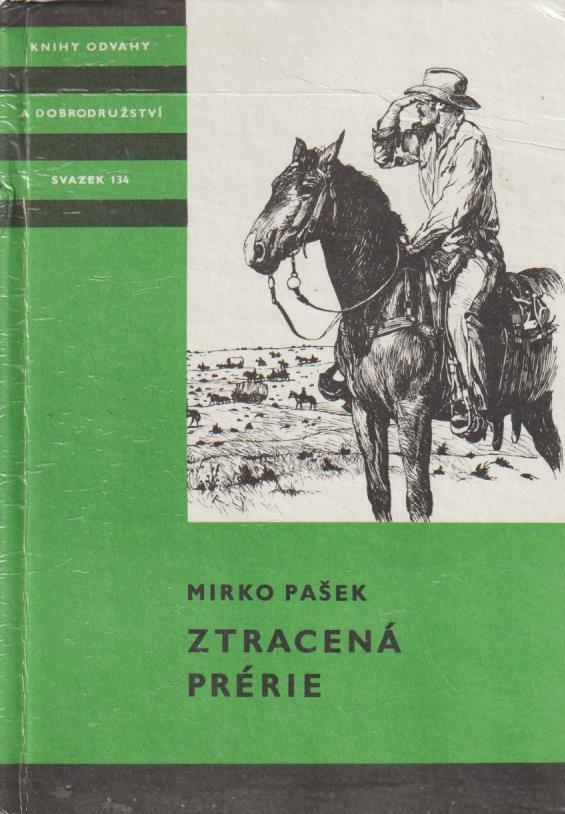 KNIHY ODVAHY
A DOBRODRUŽSTVÍ
SVAZEK 134
MIRKO PAŠEK
ZTRACENÁ
PRÉRIE